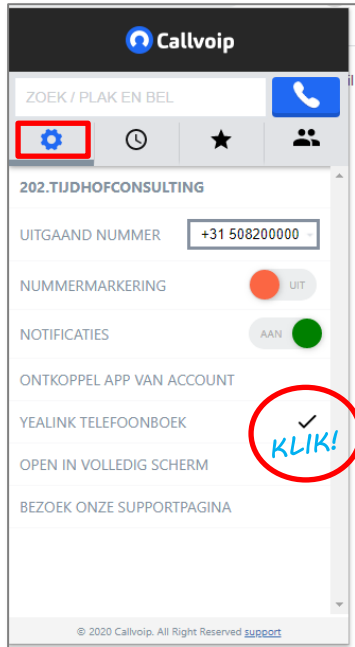 Callvoip
ZOEK / PLAK EN BEL
202.TIJDHOFCONSULTING
UITGAAND NUMMER +31 508200000
NUMMERMARKERING UIT
NOTIFICATIES AAN
ONTKOPPEL APP VAN ACCOUNT
YEALINK TELEFOONBOEK
KLIK!
OPEN IN VOLLEDIG SCHERM
BEZOEK ONZE SUPPORTPAGINA
© 2020 Callvoip. All Right Reserved support